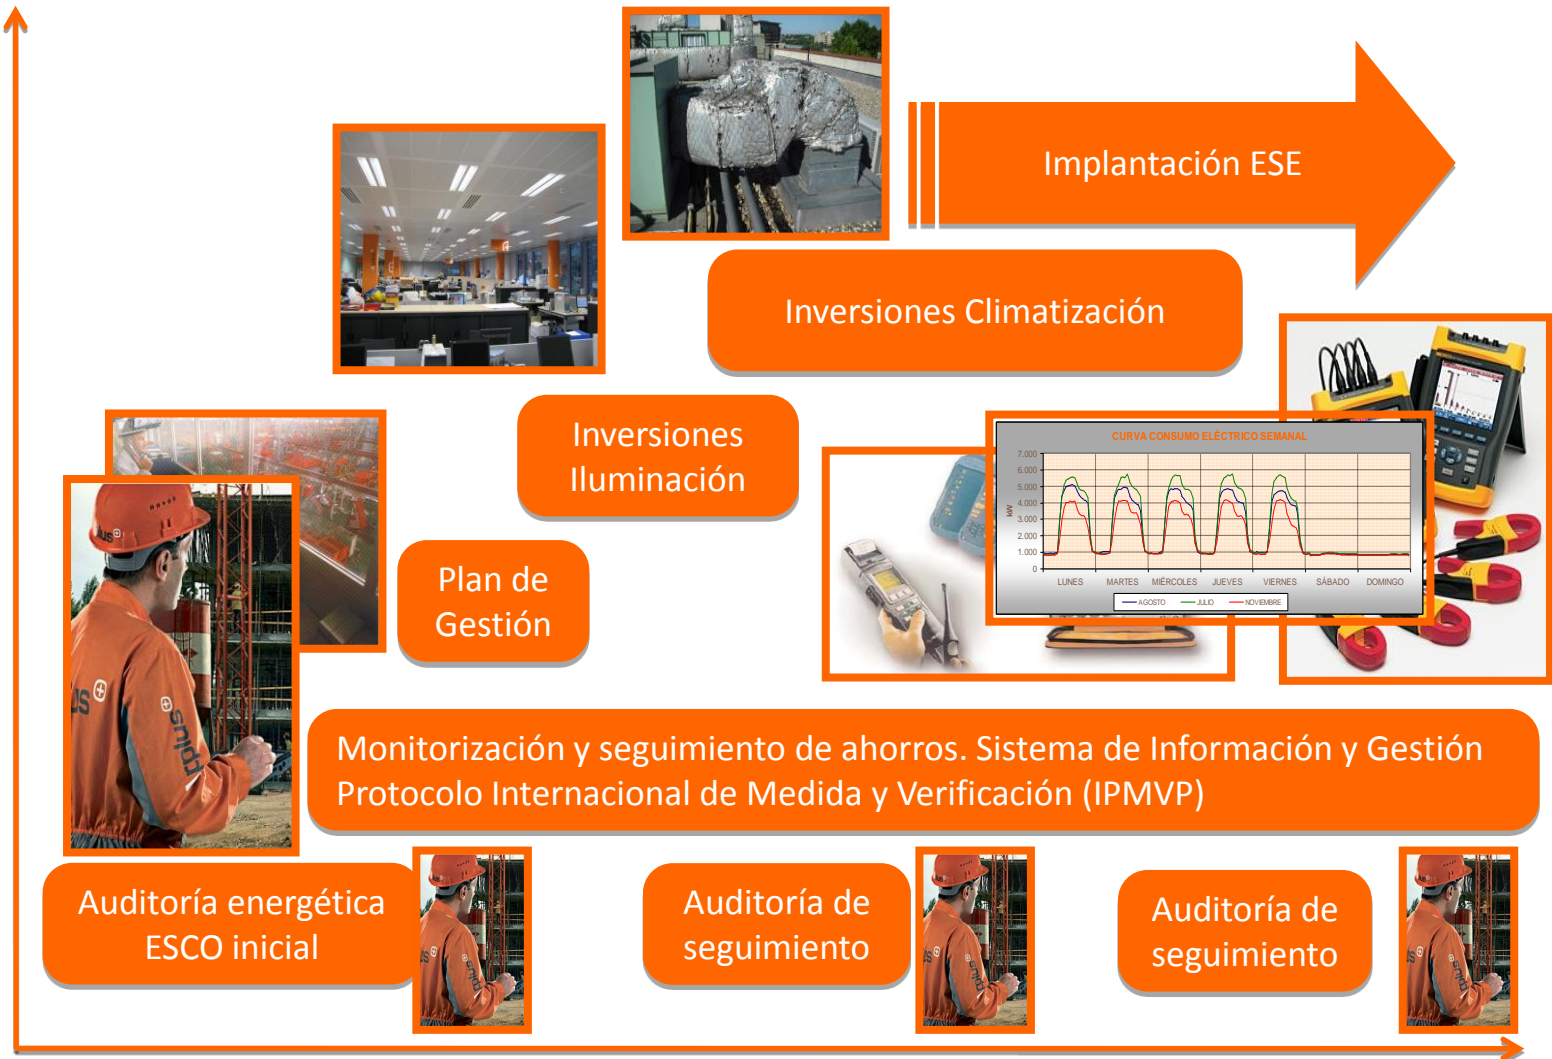 Implantación ESE
Inversiones Climatización
Inversiones
Iluminación
CURVA CONSUMO ELÉCTRICO SEMANAL
7.000
6.000
5.000
4.000
3.000
2.000
1.000
0
kW
LUNES MARTES MIÉRCOLES JUEVES VIERNES SÁBADO DOMINGO
AGOSTO JULIO NOVIEMBRE
Plan de
Gestión
Monitorización y seguimiento de ahorros. Sistema de Información y Gestión
Protocolo Internacional de Medida y Verificación (IPMVP)
Auditoría energética
ESCO inicial
Auditoría de
seguimiento
Auditoría de
seguimiento